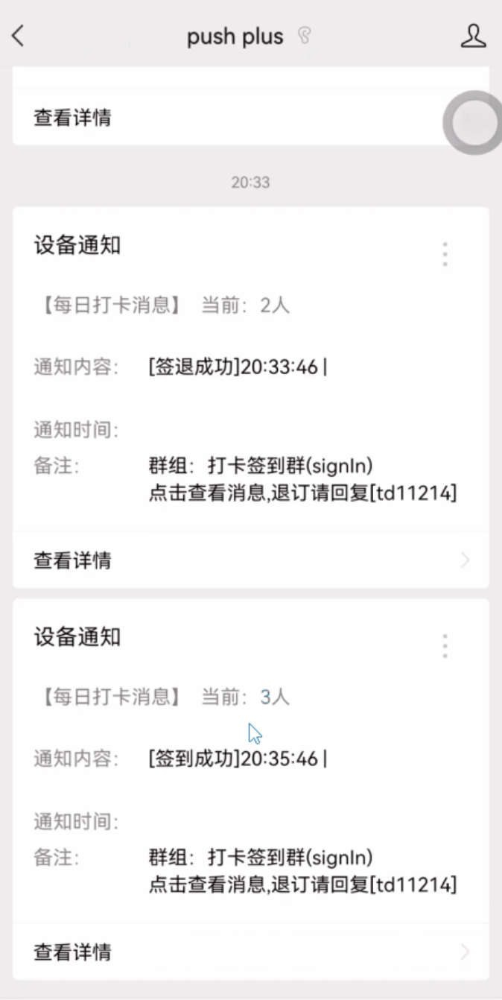 push plus
查看详情
20:33
设备通知
【每日打卡消息】 当前：2人
通知内容： [签退成功]20:33:46 |
通知时间：
备注： 群组：打卡签到群(signIn)
点击查看消息,退订请回复[td11214]
查看详情
设备通知
【每日打卡消息】 当前：3人
通知内容： [签到成功]20:35:46 |
通知时间：
备注： 群组：打卡签到群(signIn)
点击查看消息,退订请回复[td11214]
查看详情